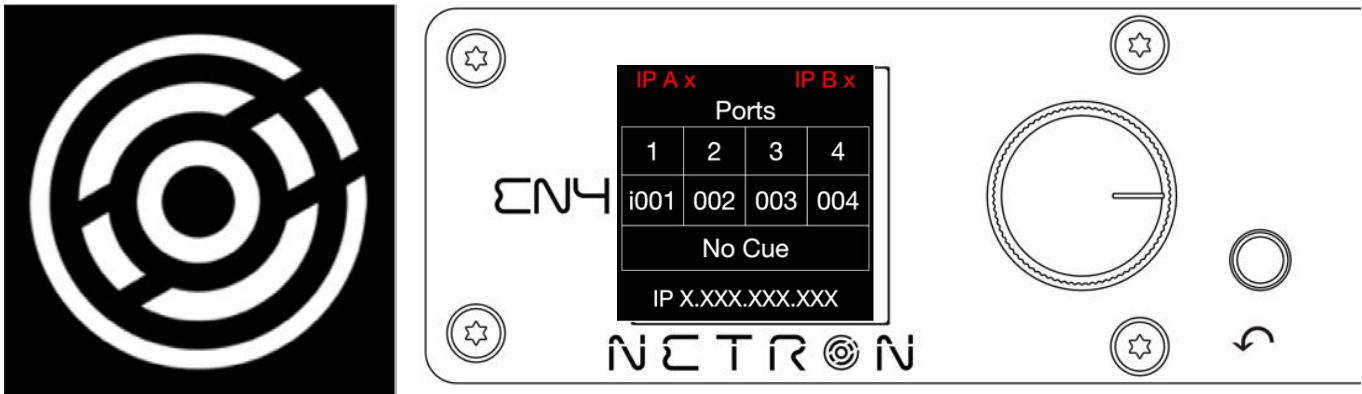 IP A x IP B x
Ports
1 2 3 4
EN4
i001 002 003 004
No Cue
IP X.XXX.XXX.XXX
NETRON